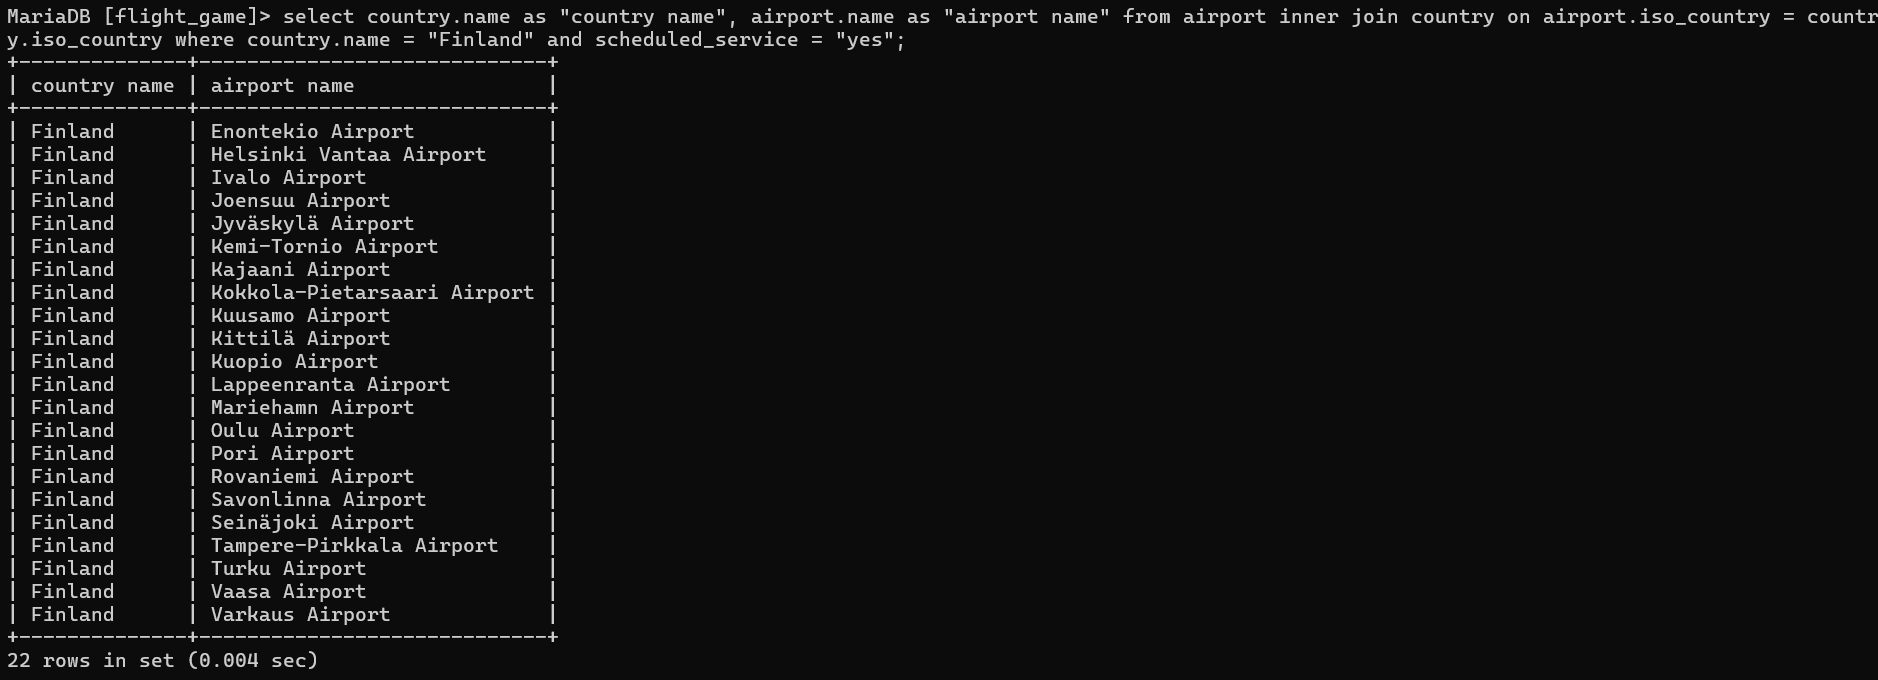 MariaDB [flight_game]> select country.name as "country name", airport.name as "airport name" from airport inner join country on airport.iso_country = countr
y.iso_country where country.name = "Finland" and scheduled_service = "yes";
+--------------+-----------------------------+
| country name | airport name                |
+--------------+-----------------------------+
| Finland      | Enontekio Airport           |
| Finland      | Helsinki Vantaa Airport     |
| Finland      | Ivalo Airport               |
| Finland      | Joensuu Airport             |
| Finland      | Jyväskylä Airport           |
| Finland      | Kemi-Tornio Airport         |
| Finland      | Kajaani Airport             |
| Finland      | Kokkola-Pietarsaari Airport |
| Finland      | Kuusamo Airport             |
| Finland      | Kittilä Airport             |
| Finland      | Kuopio Airport              |
| Finland      | Lappeenranta Airport        |
| Finland      | Mariehamn Airport           |
| Finland      | Oulu Airport                |
| Finland      | Pori Airport                |
| Finland      | Rovaniemi Airport           |
| Finland      | Savonlinna Airport          |
| Finland      | Seinäjoki Airport           |
| Finland      | Tampere-Pirkkala Airport    |
| Finland      | Turku Airport               |
| Finland      | Vaasa Airport               |
| Finland      | Varkaus Airport             |
+--------------+-----------------------------+
22 rows in set (0.004 sec)